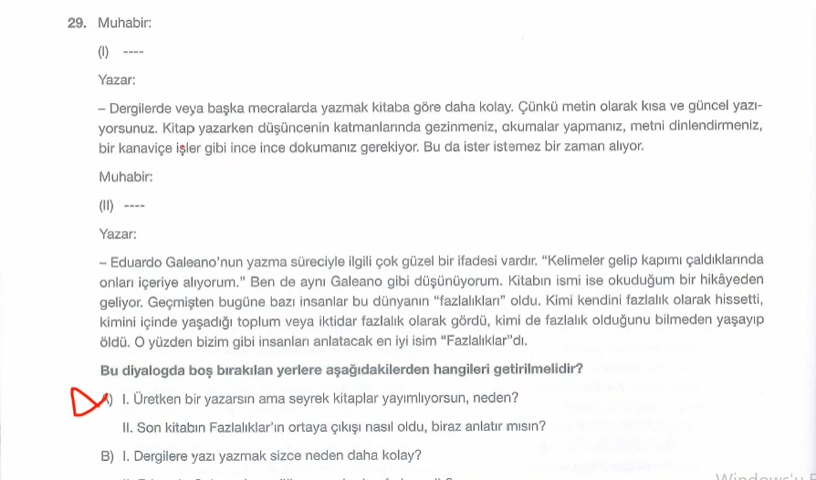 29. Muhabir:
(I) ----
Yazar:
– Dergilerde veya başka mecralarda yazmak kitaba göre daha kolay. Çünkü metin olarak kısa ve güncel yazı-
yorsunuz. Kitap yazarken düşüncenin katmanlarında gezinmeniz, okumalar yapmanız, metni dinlendirmeniz,
bir kanaviçe işler gibi ince ince dokumanız gerekiyor. Bu da ister istemez bir zaman alıyor.
Muhabir:
(II) ----
Yazar:
– Eduardo Galeano'nun yazma süreciyle ilgili çok güzel bir ifadesi vardır. “Kelimeler gelip kapımı çaldıklarında
onları içeriye alıyorum.” Ben de aynı Galeano gibi düşünüyorum. Kitabın ismi ise okuduğum bir hikâyeden
geliyor. Geçmişten bugüne bazı insanlar bu dünyanın “fazlalıkları” oldu. Kimi kendini fazlalık olarak hissetti,
kimini içinde yaşadığı toplum veya iktidar fazlalık olarak gördü, kimi de fazlalık olduğunu bilmeden yaşayıp
öldü. O yüzden bizim gibi insanları anlatacak en iyi isim “Fazlalıklar”dı.
Bu diyalogda boş bırakılan yerlere aşağıdakilerden hangileri getirilmelidir?
A) I. Üretken bir yazarsın ama seyrek kitaplar yayımlıyorsun, neden?
II. Son kitabın Fazlalıklar'ın ortaya çıkışı nasıl oldu, biraz anlatır mısın?
B) I. Dergilere yazı yazmak sizce neden daha kolay?
Windows'u